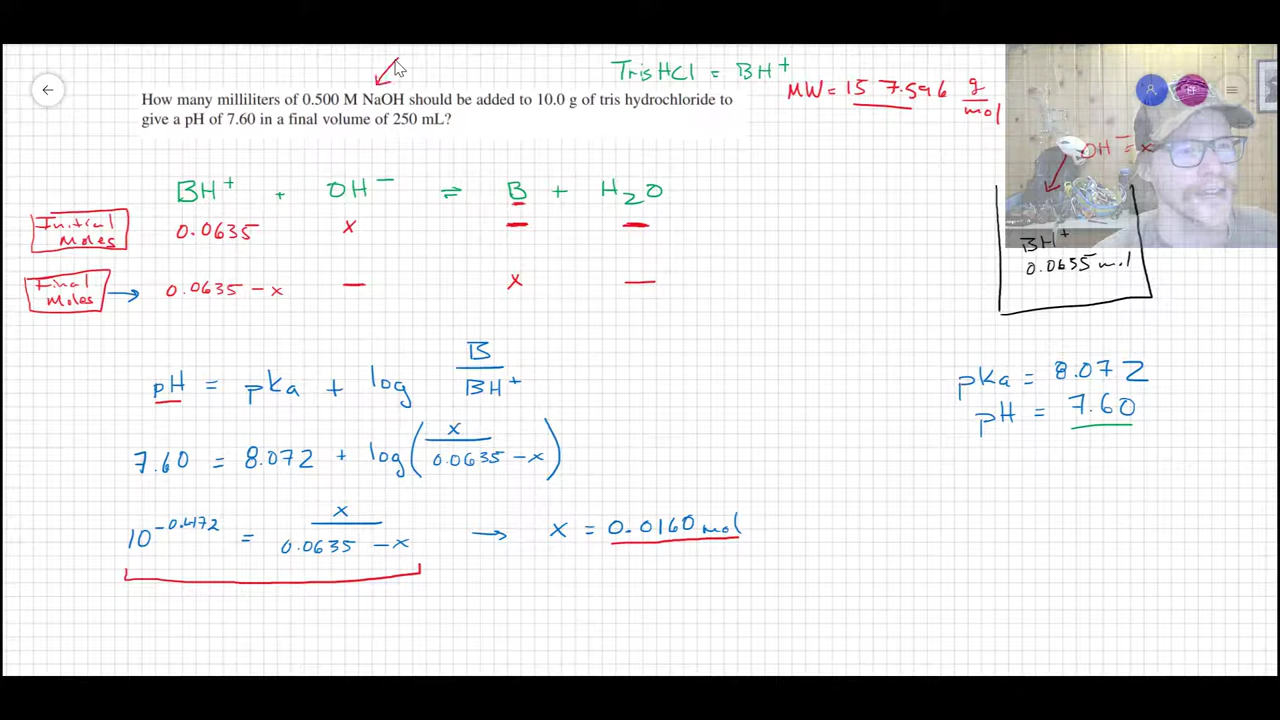 TrisHCl = BH+
MW = 157.596 g/mol
How many milliliters of 0.500 M NaOH should be added to 10.0 g of tris hydrochloride to
give a pH of 7.60 in a final volume of 250 mL?
OH− = x
BH+ + OH− ⇌ B + H2O
Initial Moles 0.0635 x — —
BH+
0.0635 mol
Final Moles → 0.0635 − x — x —
pH = pka + log B/BH+
pka = 8.072
pH = 7.60
7.60 = 8.072 + log(x/0.0635 − x)
10^−0.472 = x/0.0635 − x → x = 0.0160 mol